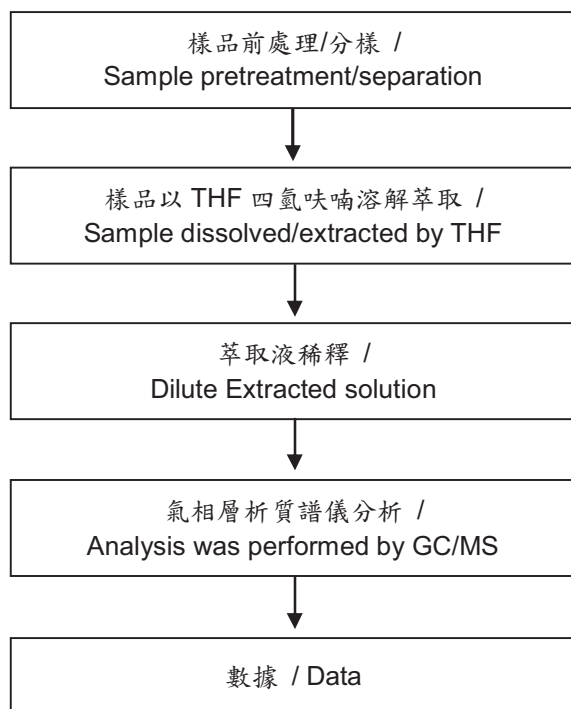 樣品前處理/分樣 /
Sample pretreatment/separation
樣品以 THF 四氫呋喃溶解萃取 /
Sample dissolved/extracted by THF
萃取液稀釋 /
Dilute Extracted solution
氣相層析質譜儀分析 /
Analysis was performed by GC/MS
數據 / Data